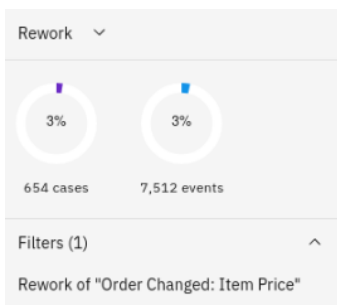 Rework
3% 3%
654 cases 7,512 events
Filters (1)
Rework of "Order Changed: Item Price"